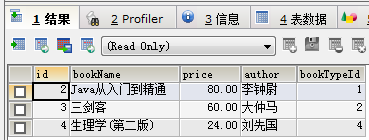 1 结果 2 Profiler 3 信息 4 表数据 5
(Read Only)
id bookName price author bookTypeId
2 Java从入门到精通 80.00 李钟尉 1
3 三剑客 60.00 大仲马 2
4 生理学(第二版) 24.00 刘先国 4